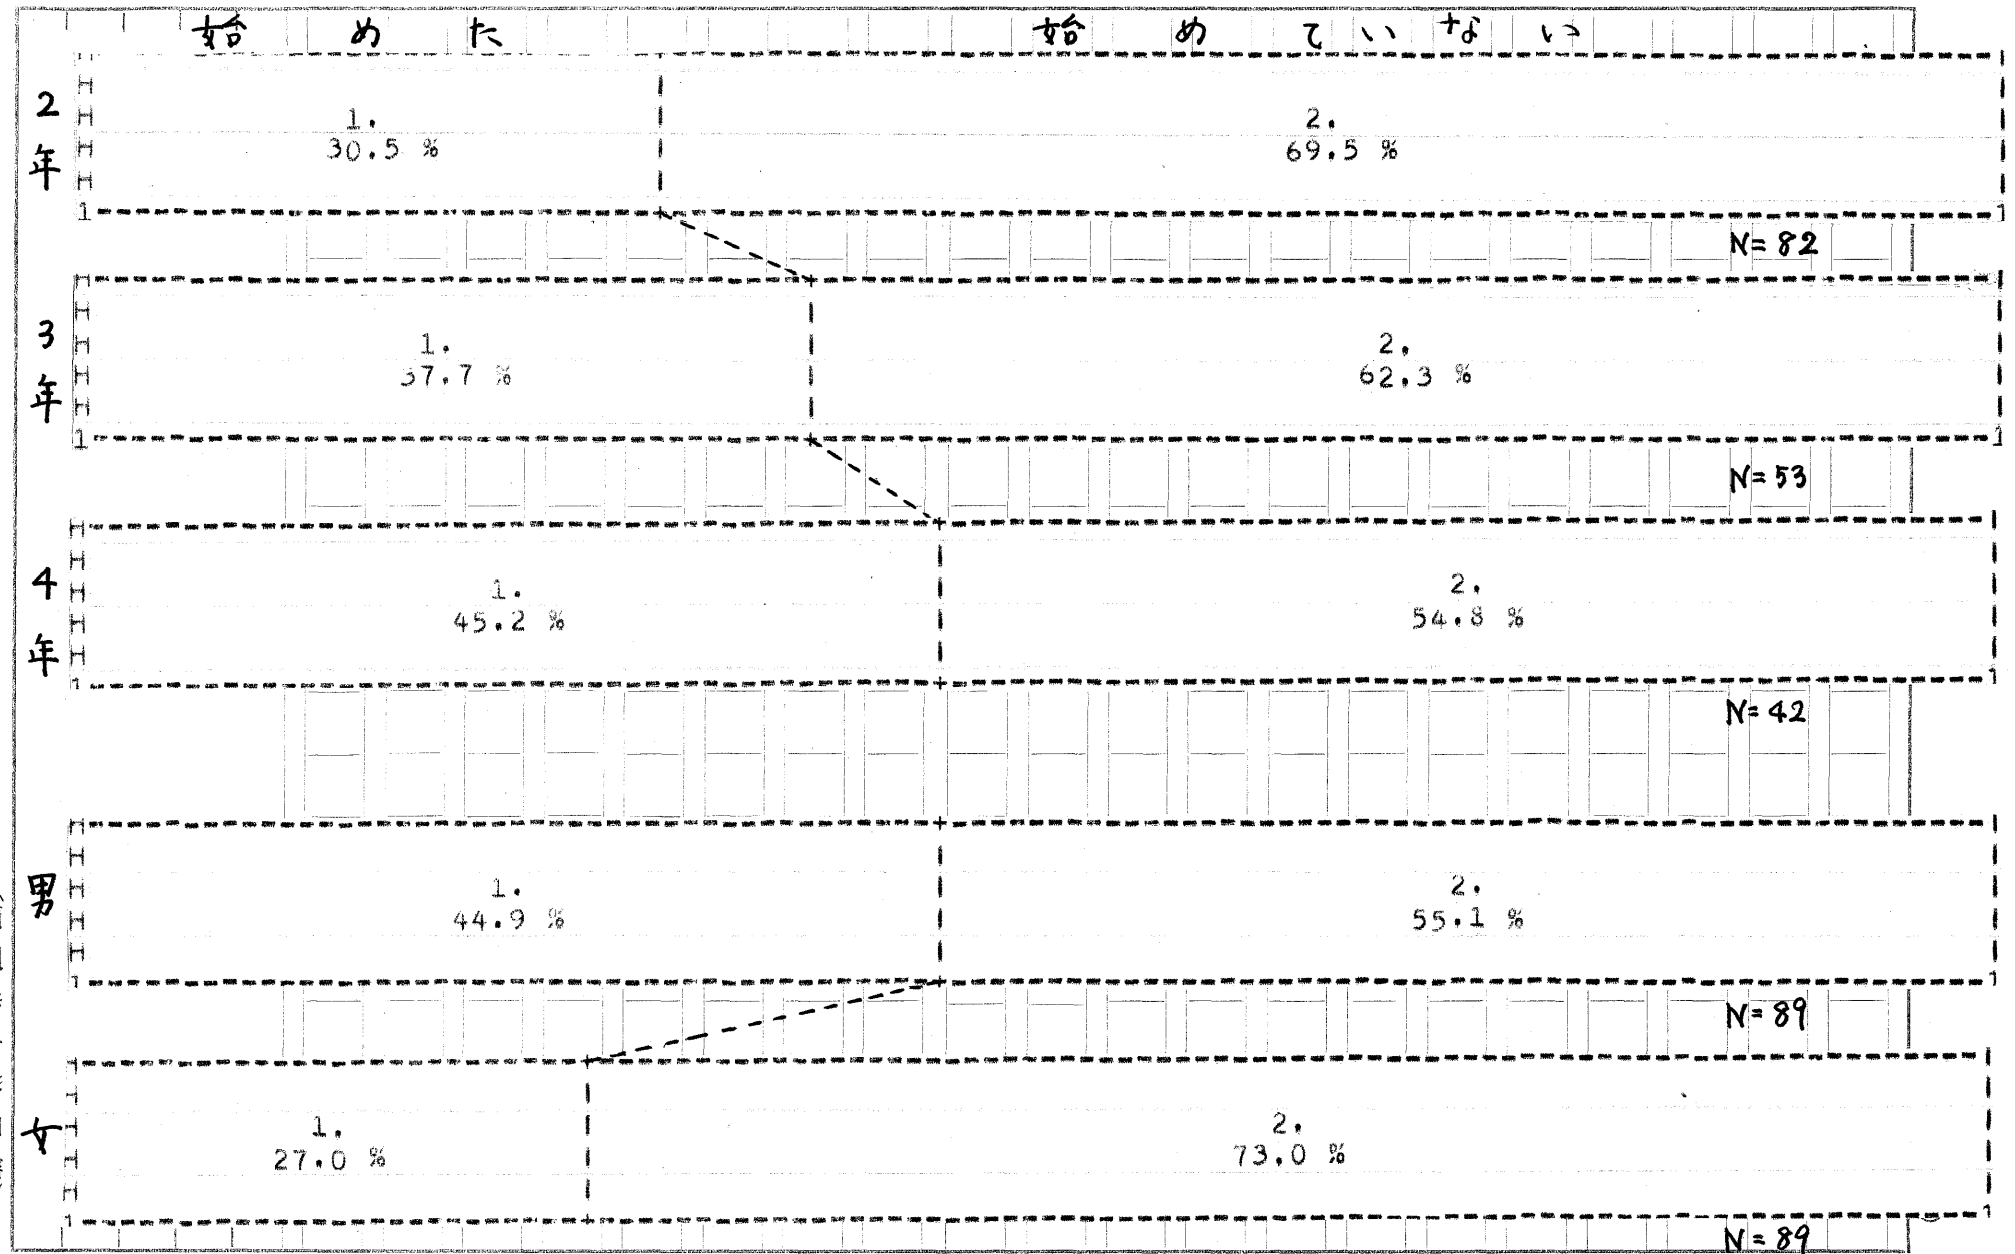 始めた 始めていない
2年
1. 2.
30.5 % 69.5 %
N=82
3年
1. 2.
37.7 % 62.3 %
N=53
4年
1. 2.
45.2 % 54.8 %
N=42
男
1. 2.
44.9 % 55.1 %
N=89
女
1. 2.
27.0 % 73.0 %
N=89